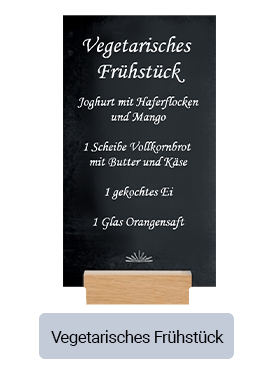 Vegetarisches
Frühstück
Joghurt mit Haferflocken
und Mango
1 Scheibe Vollkornbrot
mit Butter und Käse
1 gekochtes Ei
1 Glas Orangensaft
Vegetarisches Frühstück